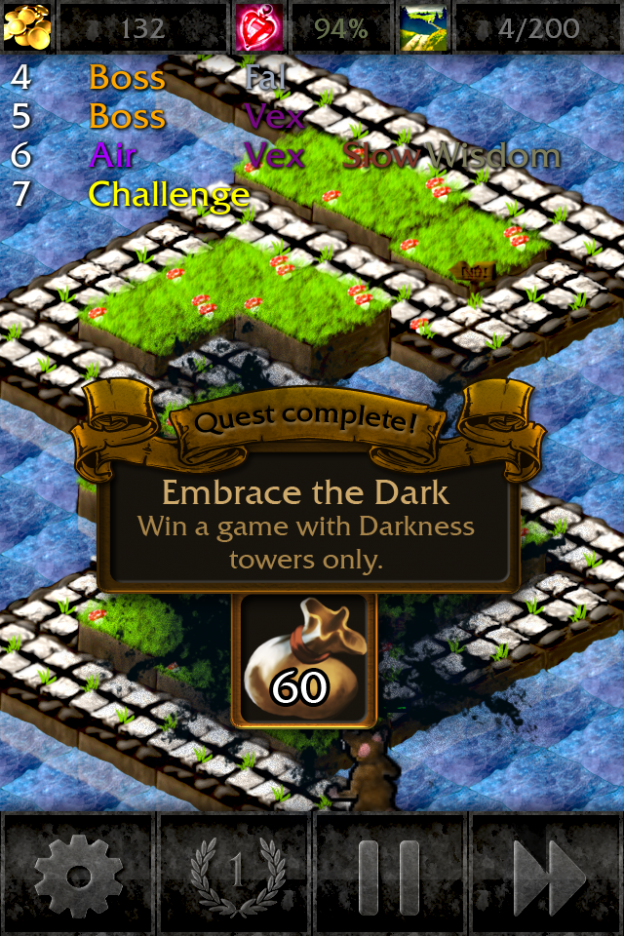 132 94% 4/200
4 Boss Fal
5 Boss Vex
6 Air Vex Slow Wisdom
7 Challenge
Quest complete!
Embrace the Dark
Win a game with Darkness
towers only.
60
1